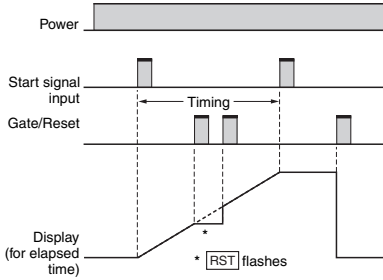 Power
Start signal
input
Timing
Gate/Reset
Display
(for elapsed
time)
*
* RST flashes